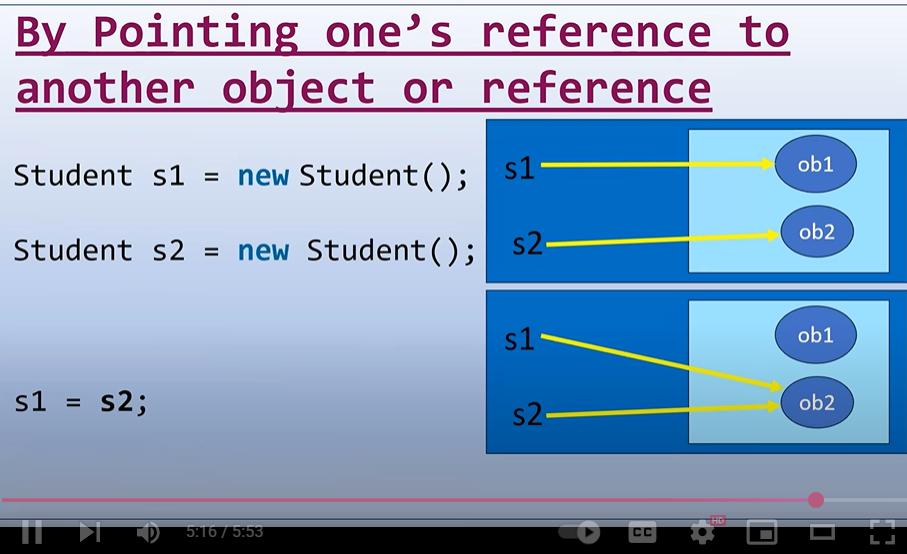 By Pointing one’s reference to
another object or reference
Student s1 = new Student();
Student s2 = new Student();
s1 = s2;
s1
ob1
s2
ob2
s1
ob1
s2
ob2
5:16 / 5:53
CC
HD